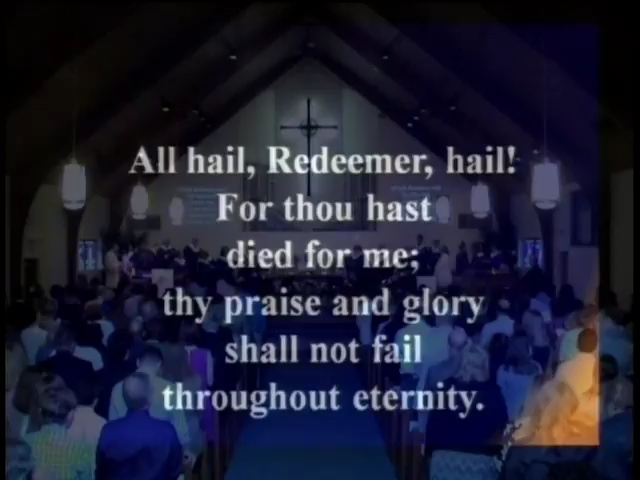 All hail, Redeemer, hail!
For thou hast
died for me;
thy praise and glory
shall not fail
throughout eternity.